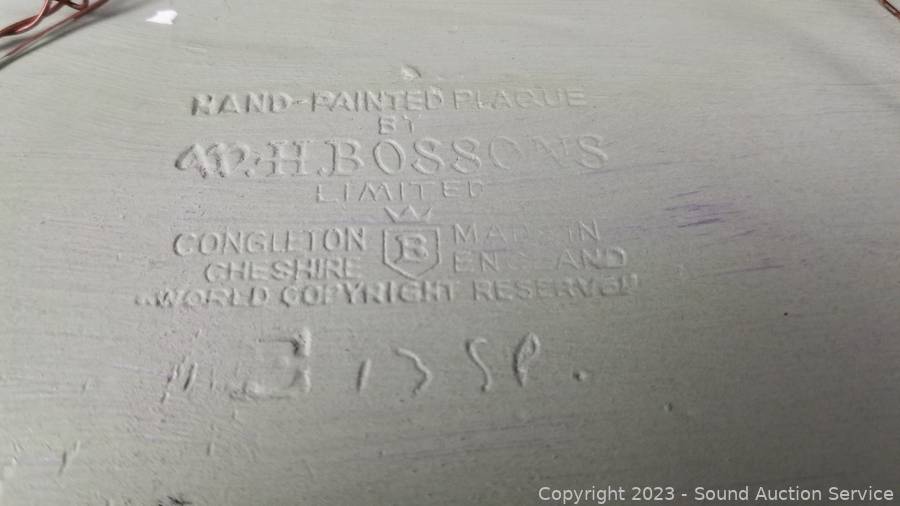 HAND-PAINTED PLAQUE
BY
W.H.BOSSONS
LIMITED
CONGLETON
CHESHIRE
B
MADE IN
ENGLAND
"WORLD COPYRIGHT RESERVED"
Copyright 2023 - Sound Auction Service